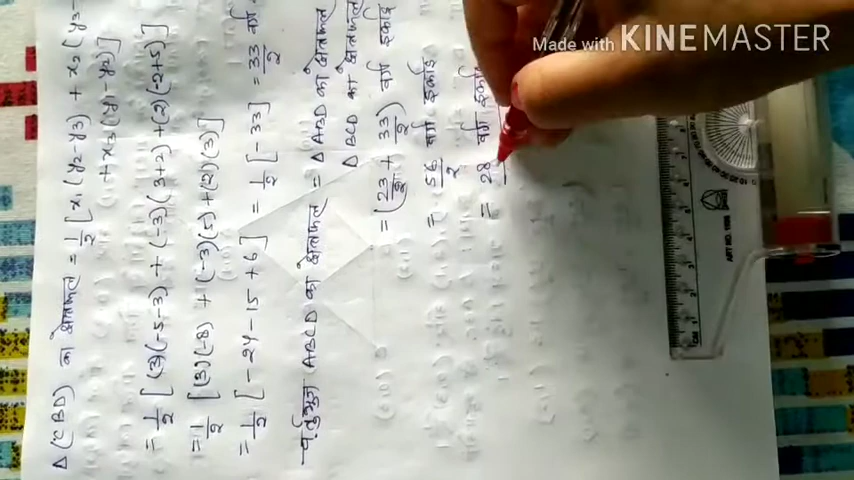 Δ(CBD) का क्षेत्रफल = 1/2 [x₁(y₂-y₃) + x₂(y₃-
+ x₃(y₁-y₂)]
= 1/2 [(3)(-5-3) + (-3)(3+2) + (2)(-2+5)]
= 1/2 [(3)(-8) + (-3)(5) + (2)(3)]
= 1/2 [-24-15+6] = 1/2 [-33] = 33/2 वर्ग
चतुर्भुज ABCD का क्षेत्रफल = Δ ABD का क्षेत्रफल
Δ BCD का क्षेत्रफल
= (23/2 + 33/2) वर्ग इकाई
= 56/2 वर्ग इकाई
= 28 वर्ग इकाई
Made with KINEMASTER